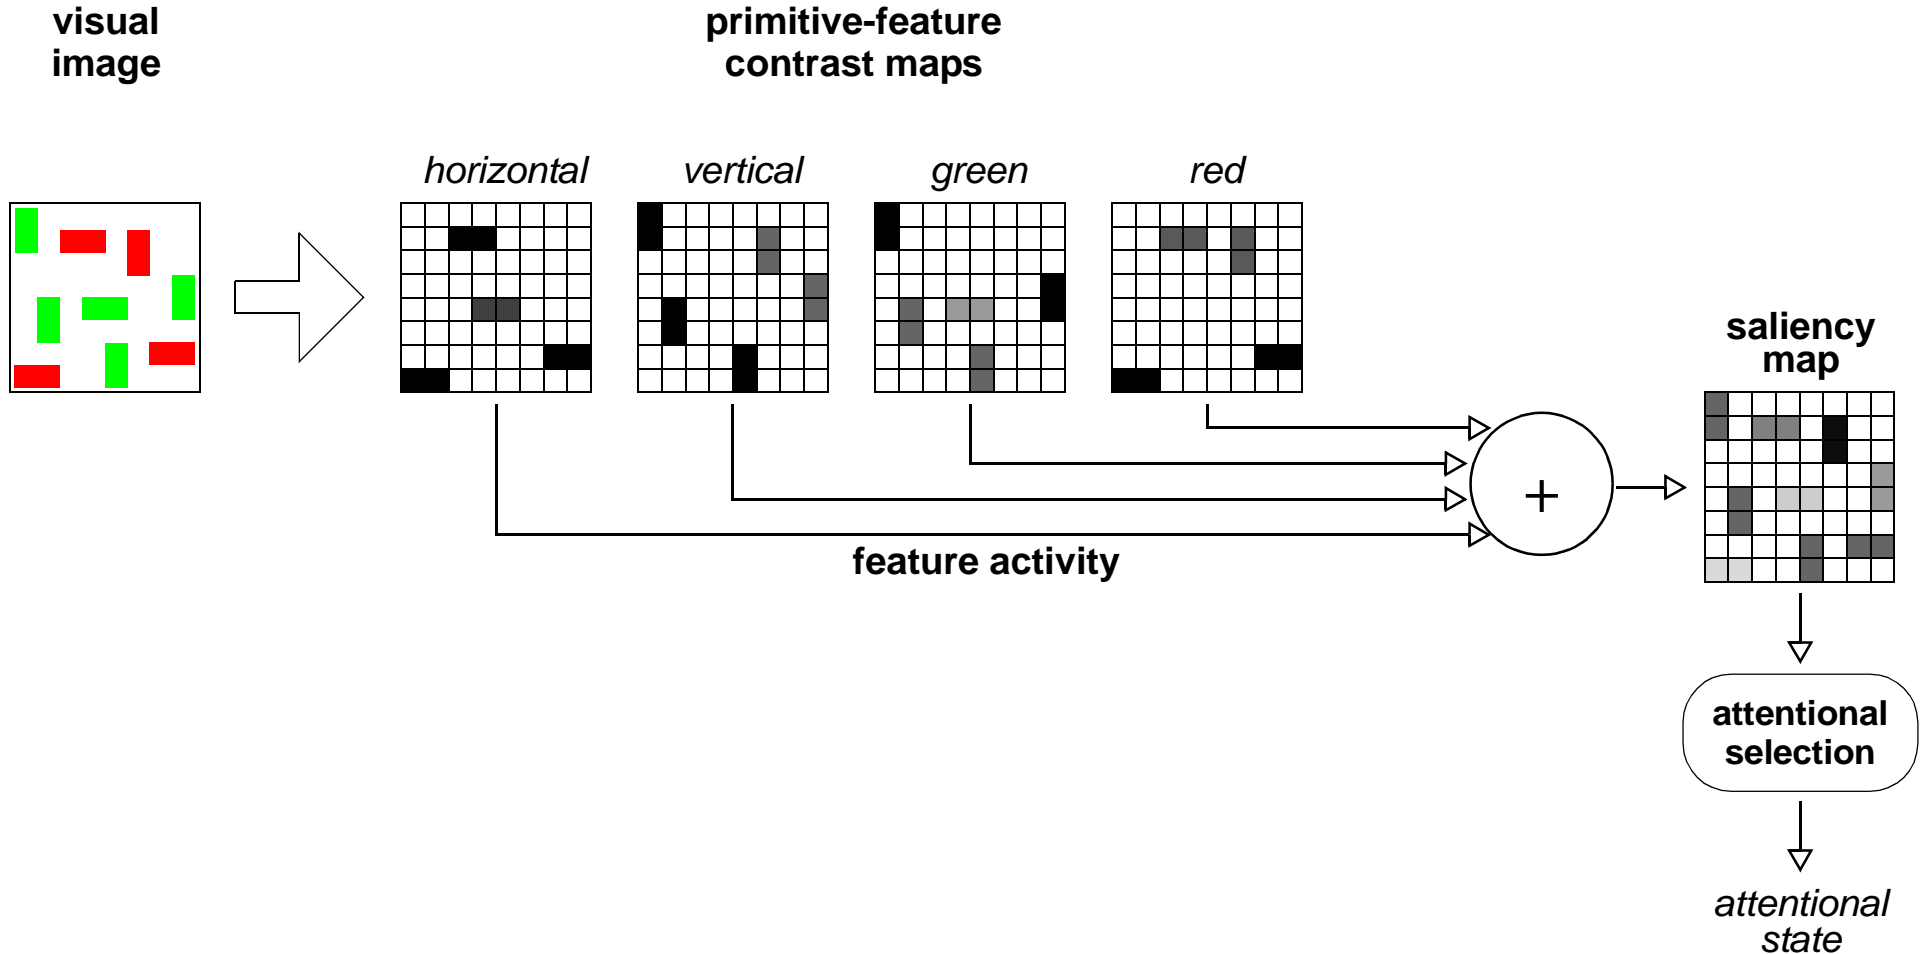 visual
image
primitive-feature
contrast maps
horizontal
vertical
green
red
saliency
map
+
feature activity
attentional
selection
attentional
state